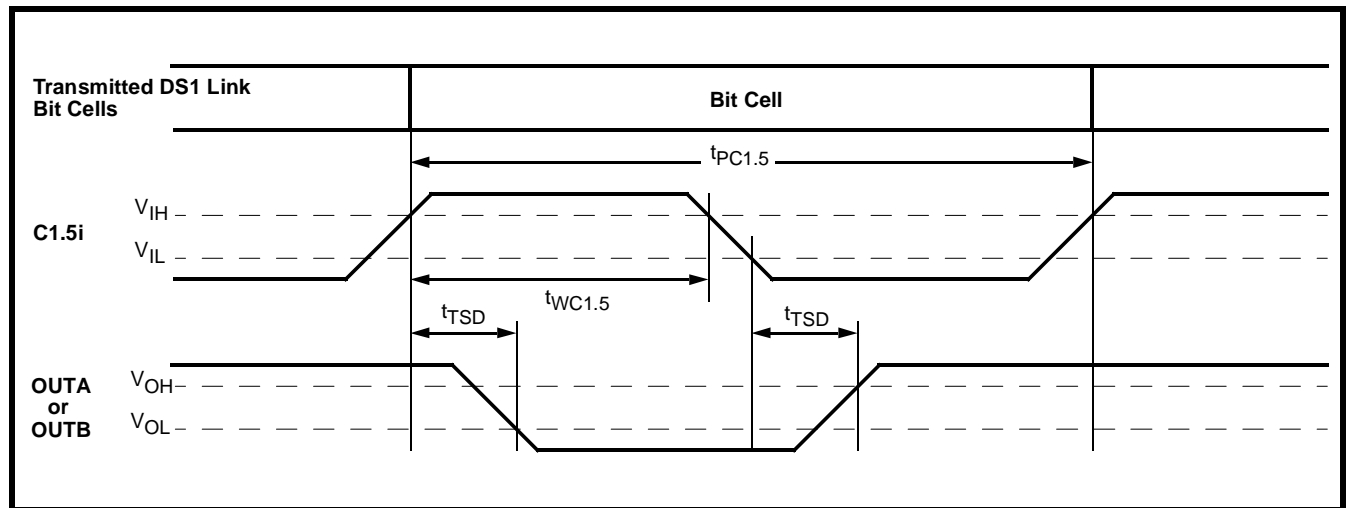 Transmitted DS1 Link
Bit Cells
Bit Cell
tPC1.5
C1.5i
VIH
VIL
tWC1.5
tTSD
tTSD
OUTA
or
OUTB
VOH
VOL